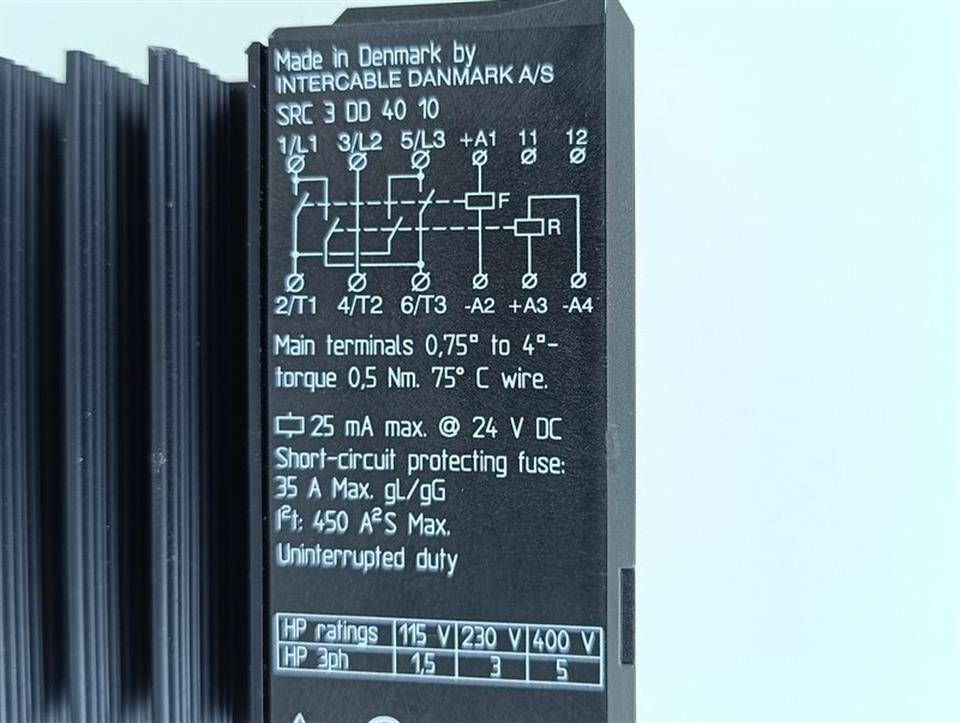 Made in Denmark by
INTERCABLE DANMARK A/S
SRC 3 DD 40 10
1/L1 3/L2 5/L3 +A1 11 12
F
R
2/T1 4/T2 6/T3 -A2 +A3 -A4
Main terminals 0,75° to 4°-
torque 0,5 Nm. 75° C wire.
25 mA max. @ 24 V DC
Short-circuit protecting fuse:
35 A Max. gL/gG
I²t: 450 A²S Max.
Uninterrupted duty
HP ratings 115 V 230 V 400 V
HP 3ph 1,5 3 5